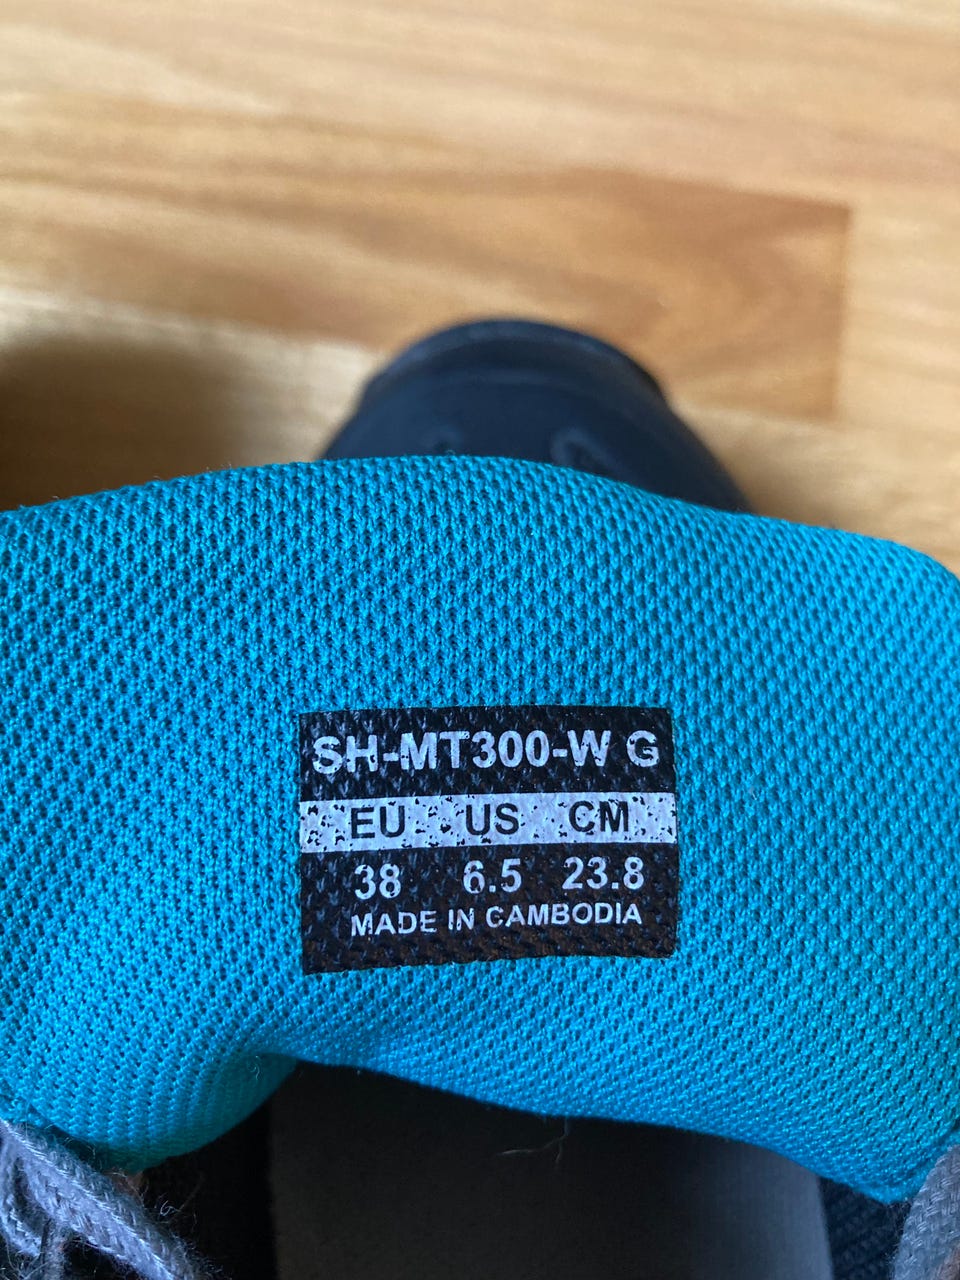 SH-MT300-W G
EU US CM
38 6.5 23.8
MADE IN CAMBODIA